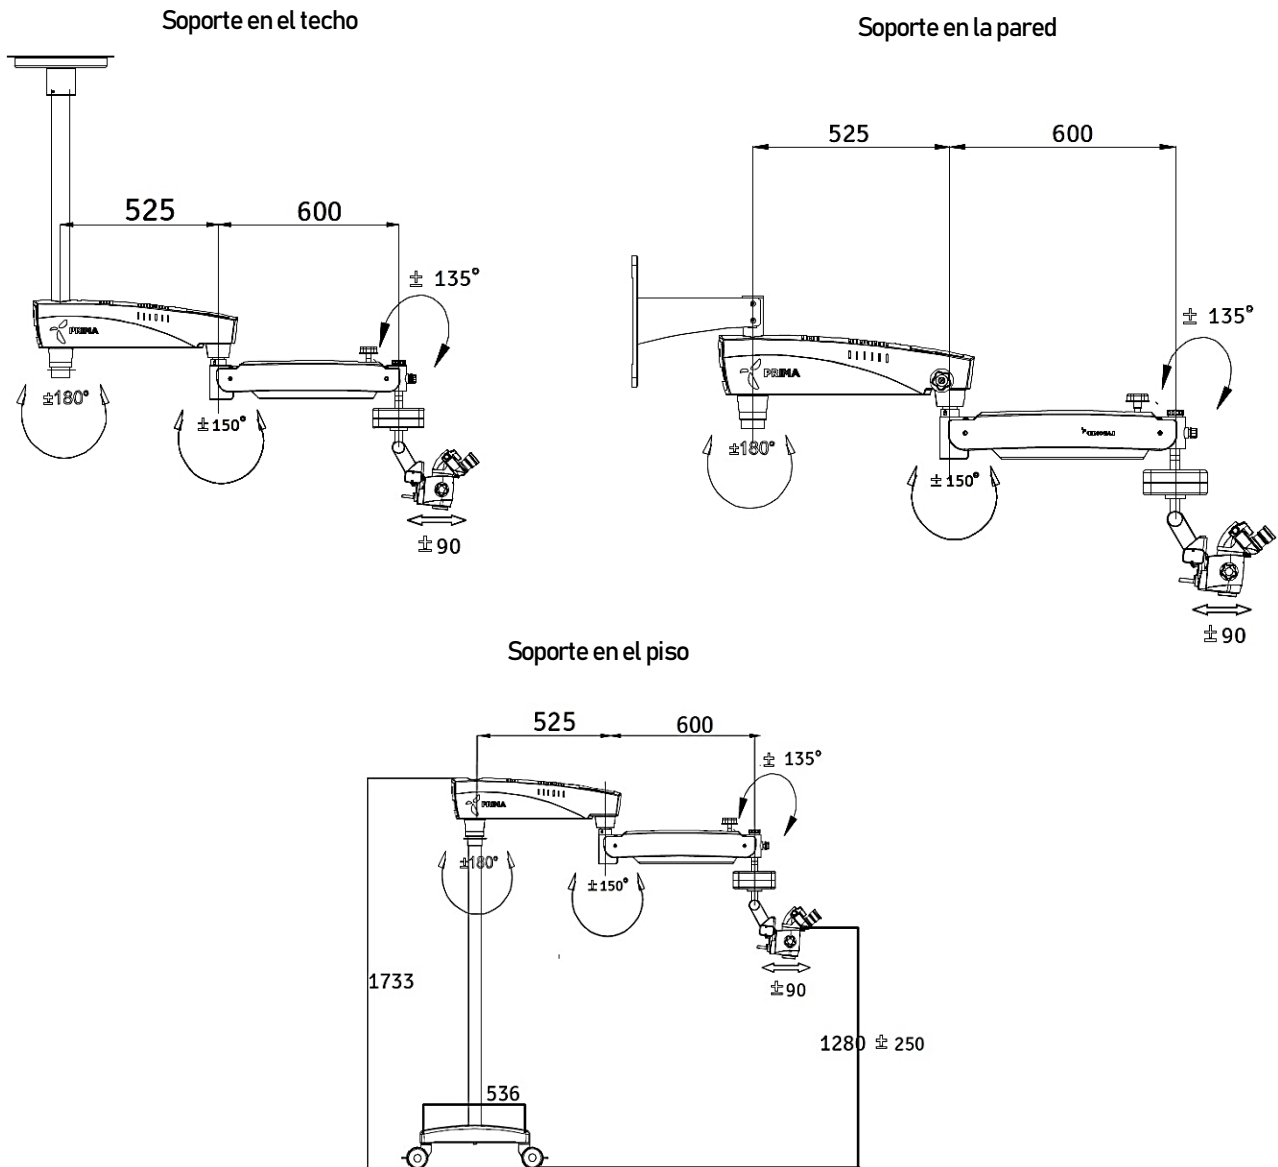 Soporte en el techo
525
600
± 135°
PRIMA
±180°
±150°
±90
Soporte en la pared
525
600
± 135°
PRIMA
±180°
±150°
±90
Soporte en el piso
525
600
± 135°
PRIMA
±180°
±150°
±90
1733
1280 ± 250
536